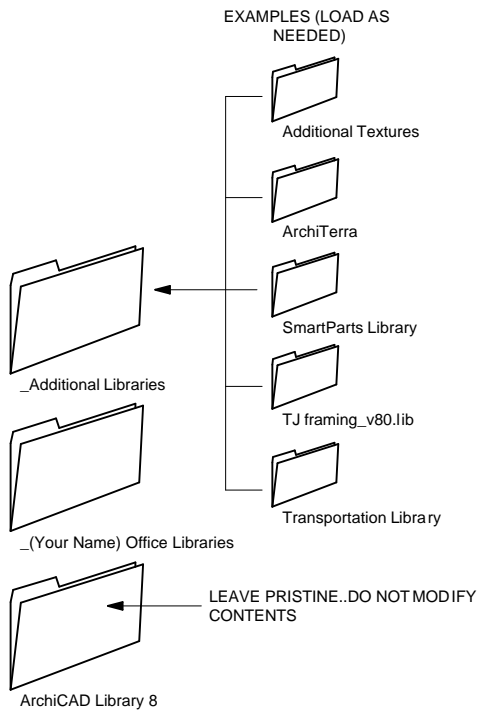 EXAMPLES (LOAD AS
NEEDED)
Additional Textures
ArchiTerra
SmartParts Library
_Additional Libraries
TJ framing_v80.lib
Transportation Library
_(Your Name) Office Libraries
LEAVE PRISTINE..DO NOT MODIFY
CONTENTS
ArchiCAD Library 8